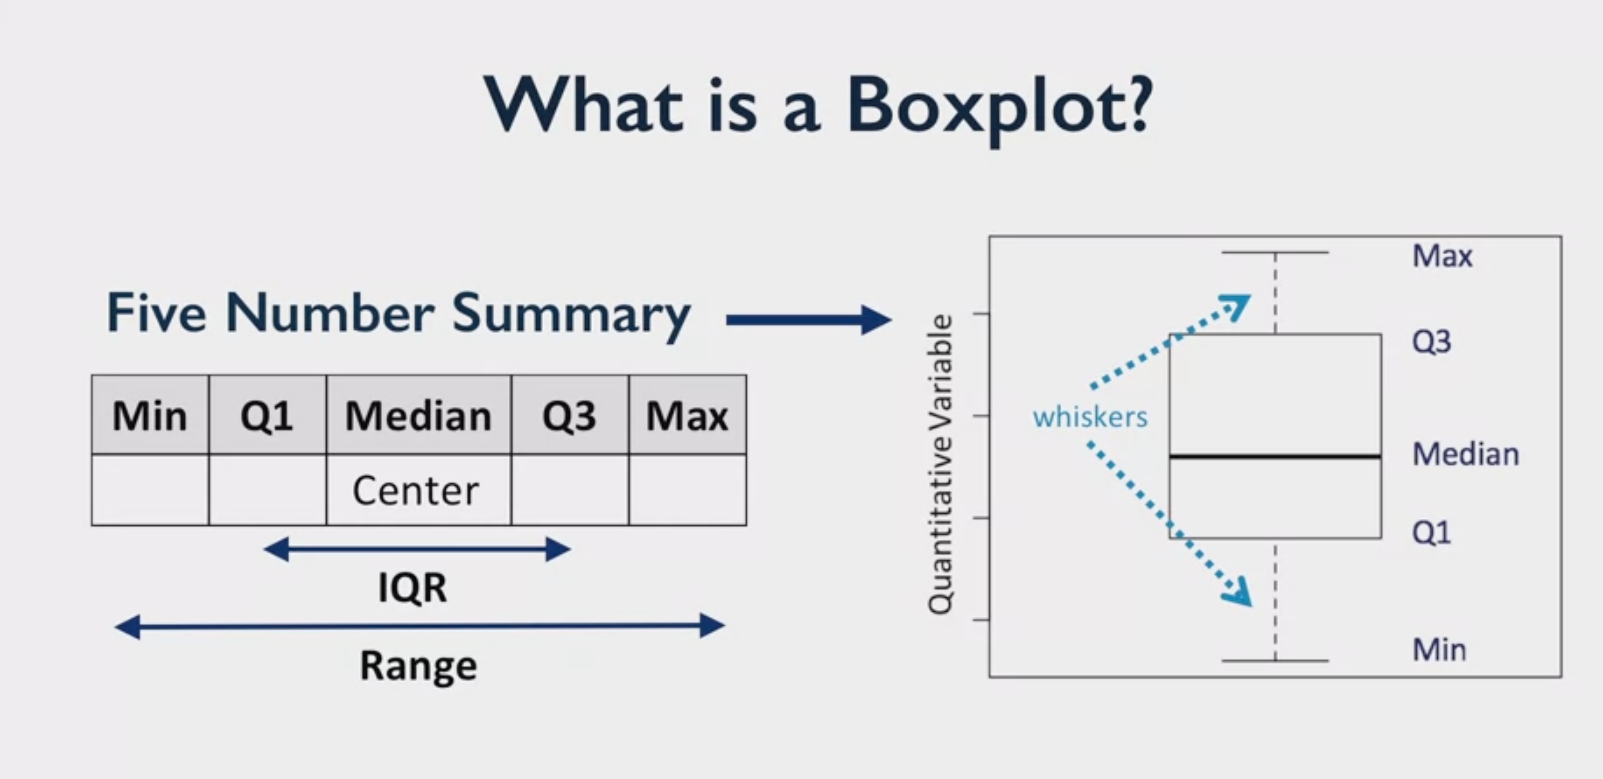 What is a Boxplot?
Five Number Summary
Min Q1 Median Q3 Max
Center
IQR
Range
Quantitative Variable
whiskers
Max
Q3
Median
Q1
Min